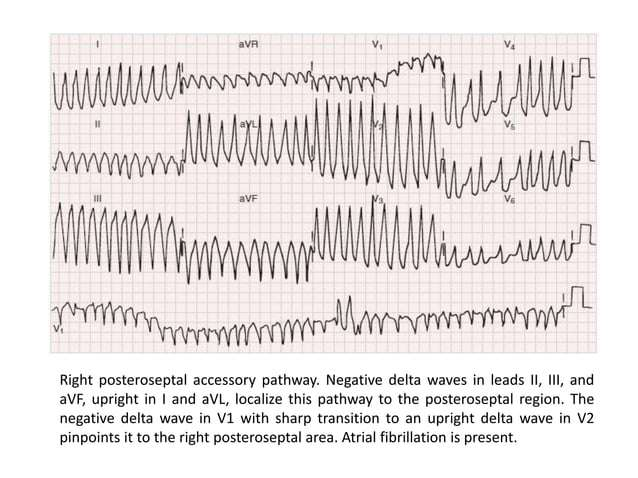 I aVR V1 V4
II aVL V2 V5
III aVF V3 V6
V1
Right posteroseptal accessory pathway. Negative delta waves in leads II, III, and
aVF, upright in I and aVL, localize this pathway to the posteroseptal region. The
negative delta wave in V1 with sharp transition to an upright delta wave in V2
pinpoints it to the right posteroseptal area. Atrial fibrillation is present.